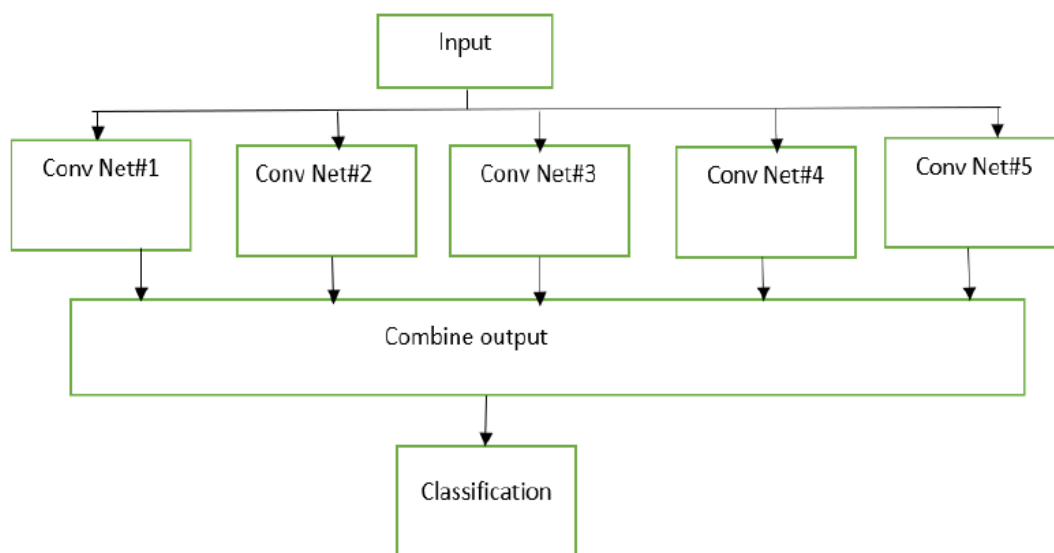 Input
Conv Net#1
Conv Net#2
Conv Net#3
Conv Net#4
Conv Net#5
Combine output
Classification